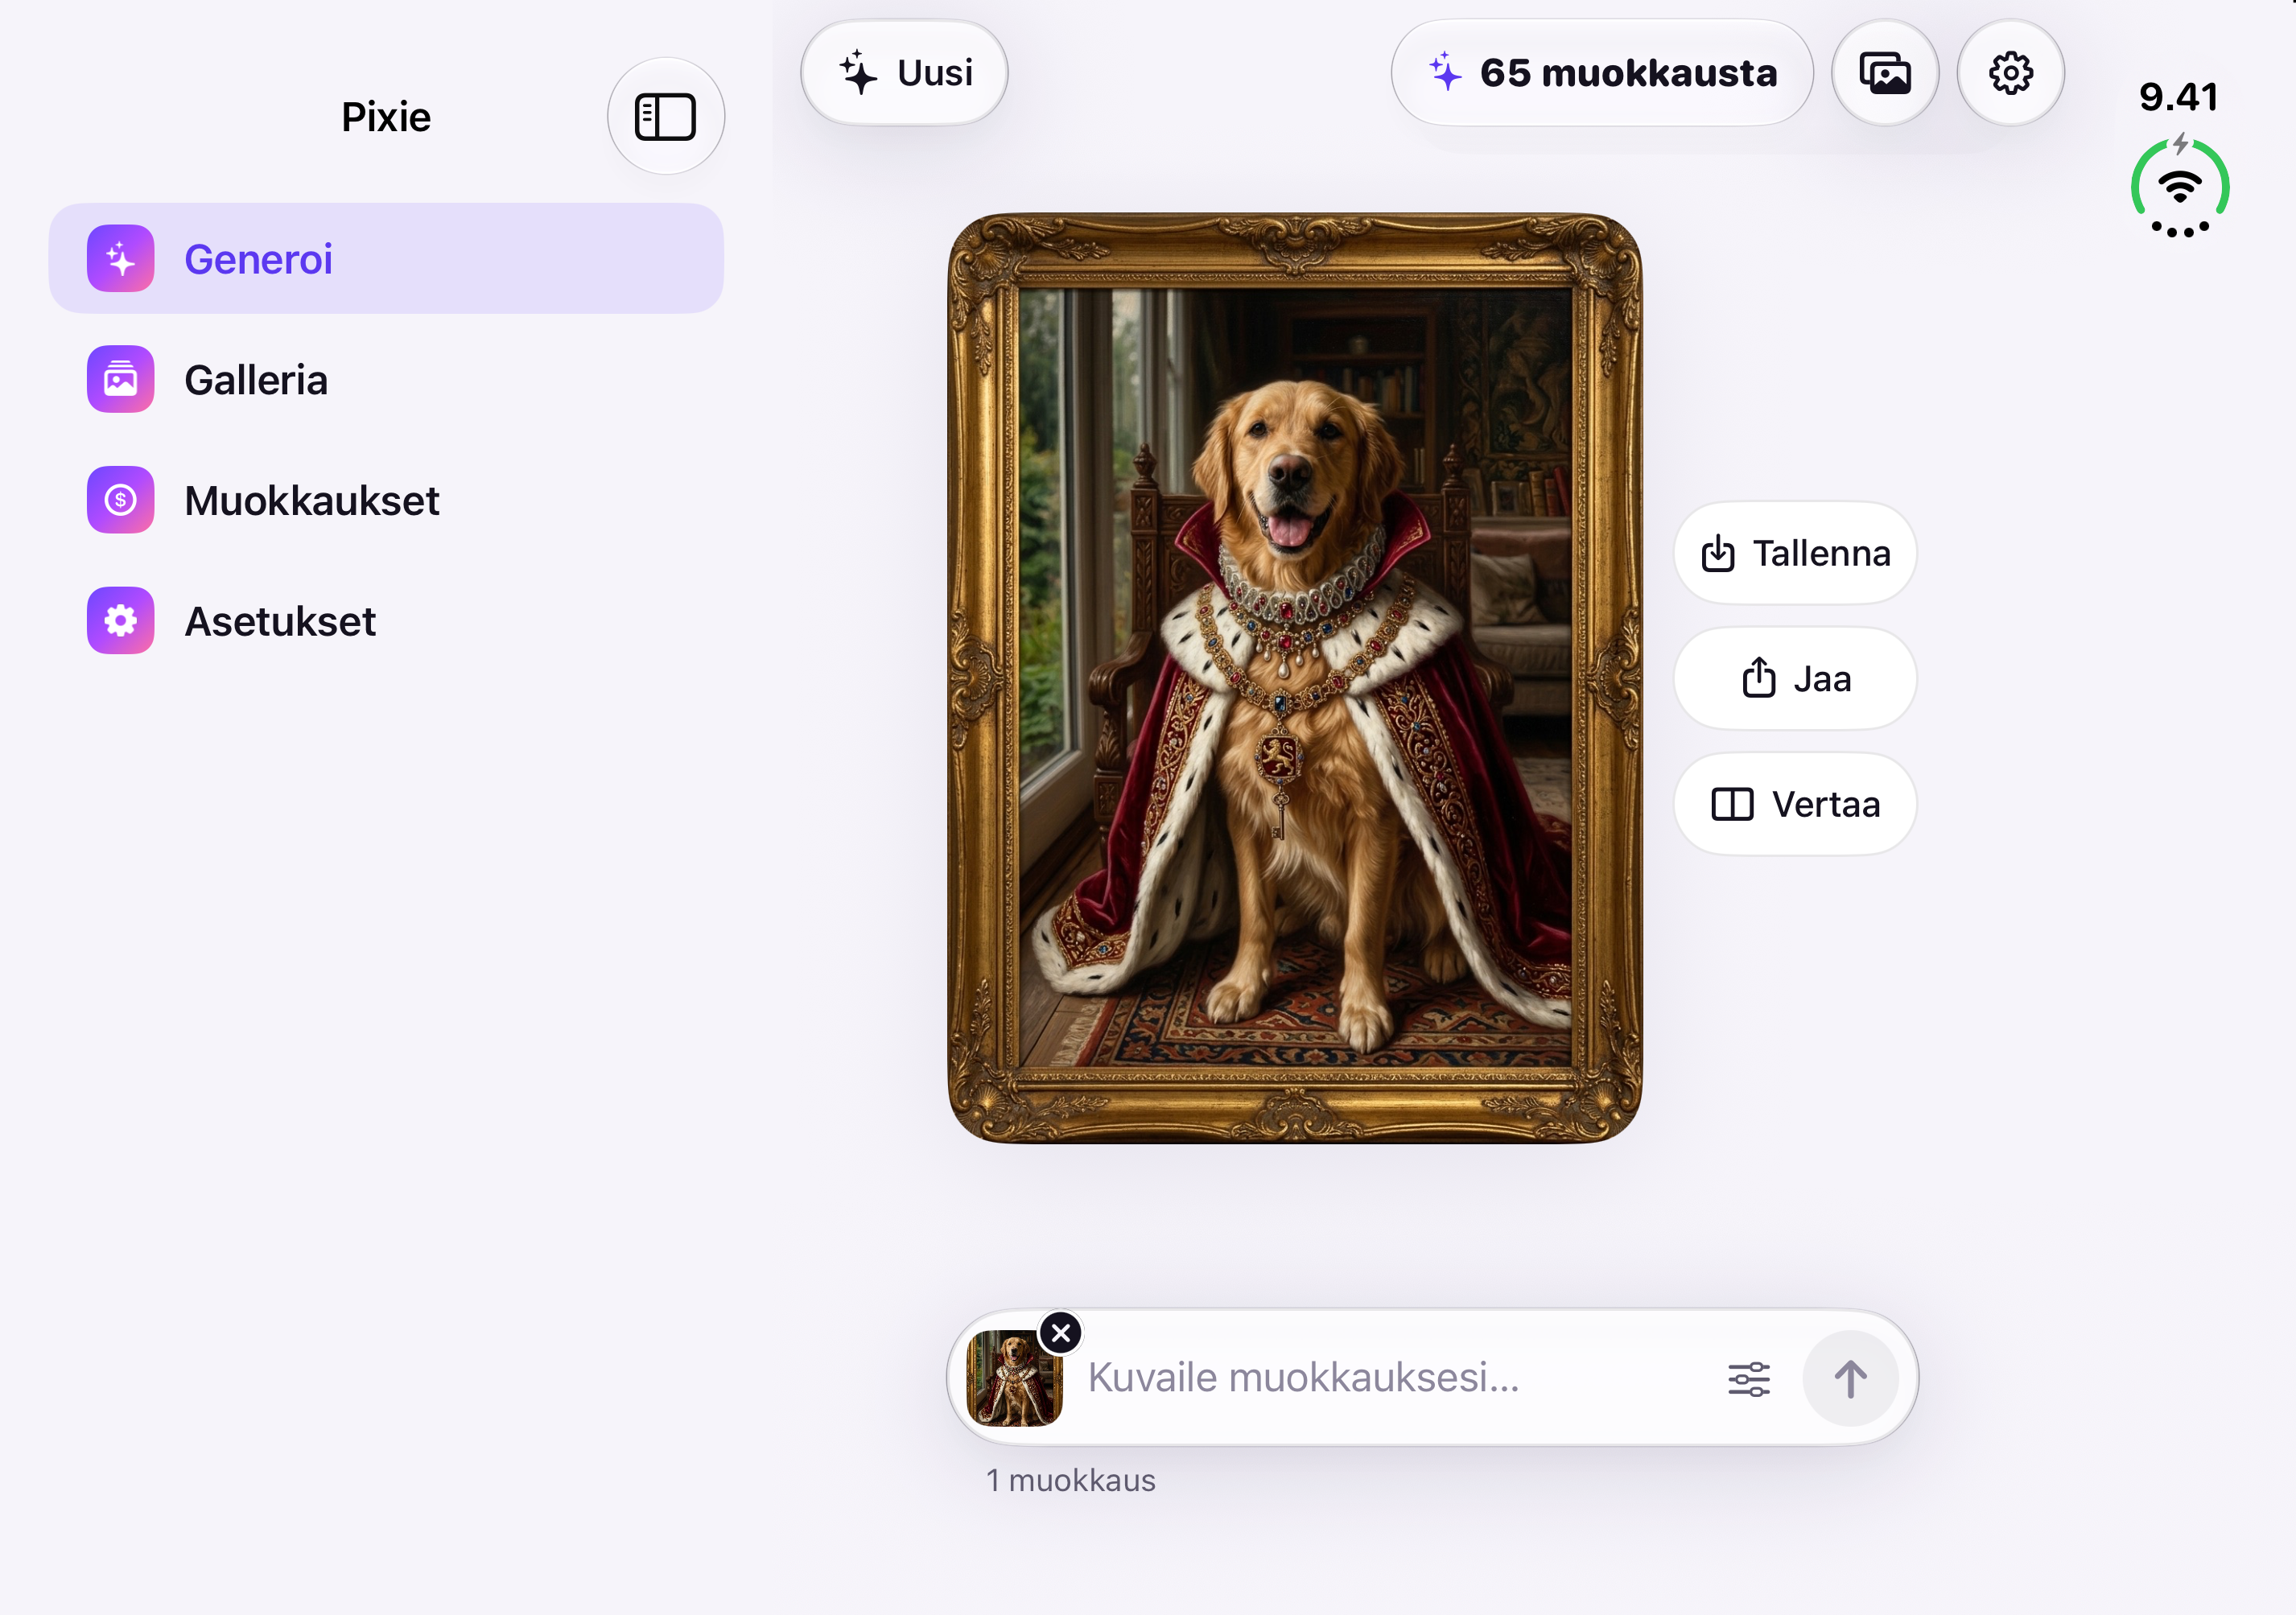 Pixie
Generoi
Galleria
Muokkaukset
Asetukset
Uusi
65 muokkausta
9.41
Tallenna
Jaa
Vertaa
Kuvaile muokkauksesi...
1 muokkaus